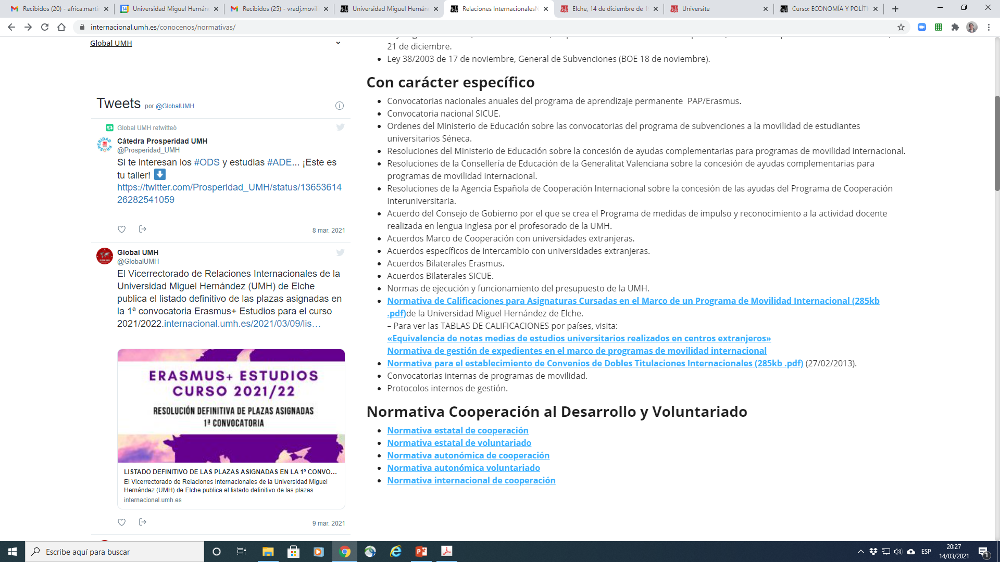 Recibidos (20) - africa.marti
Universidad Miguel Hernán
Recibidos (25) - vradj.movili
Universidad Miguel Hernán
Relaciones Internacionales
Elche, 14 de diciembre de 1
Universite
Curso: ECONOMÍA Y POLÍT
internacional.umh.es/conocenos/normativas/
Global UMH
Tweets por @GlobalUMH
Global UMH retwitteó
Cátedra Prosperidad UMH
@Prosperidad_UMH
Si te interesan los #ODS y estudias #ADE... ¡Este es
tu taller!
https://twitter.com/Prosperidad_UMH/status/13653614
26282541059
8 mar. 2021
Global UMH
@GlobalUMH
El Vicerrectorado de Relaciones Internacionales de la
Universidad Miguel Hernández (UMH) de Elche
publica el listado definitivo de las plazas asignadas en
la 1ª convocatoria Erasmus+ Estudios para el curso
2021/2022.internacional.umh.es/2021/03/09/lis…
ERASMUS+ ESTUDIOS
CURSO 2021/22
RESOLUCIÓN DEFINITIVA DE PLAZAS ASIGNADAS
1ª CONVOCATORIA
LISTADO DEFINITIVO DE LAS PLAZAS ASIGNADAS EN LA 1ª CONVO...
El Vicerrectorado de Relaciones Internacionales de la Universidad Miguel
Hernández (UMH) de Elche publica el listado definitivo de las plazas
internacional.umh.es
9 mar. 2021
21 de diciembre.
Ley 38/2003 de 17 de noviembre, General de Subvenciones (BOE 18 de noviembre).
Con carácter específico
Convocatorias nacionales anuales del programa de aprendizaje permanente PAP/Erasmus.
Convocatoria nacional SICUE.
Ordenes del Ministerio de Educación sobre las convocatorias del programa de subvenciones a la movilidad de estudiantes
universitarios Séneca.
Resoluciones del Ministerio de Educación sobre la concesión de ayudas complementarias para programas de movilidad internacional.
Resoluciones de la Consellería de Educación de la Generalitat Valenciana sobre la concesión de ayudas complementarias para
programas de movilidad internacional.
Resoluciones de la Agencia Española de Cooperación Internacional sobre la concesión de las ayudas del Programa de Cooperación
Interuniversitaria.
Acuerdo del Consejo de Gobierno por el que se crea el Programa de medidas de impulso y reconocimiento a la actividad docente
realizada en lengua inglesa por el profesorado de la UMH.
Acuerdos Marco de Cooperación con universidades extranjeras.
Acuerdos específicos de intercambio con universidades extranjeras.
Acuerdos Bilaterales Erasmus.
Acuerdos Bilaterales SICUE.
Normas de ejecución y funcionamiento del presupuesto de la UMH.
Normativa de Calificaciones para Asignaturas Cursadas en el Marco de un Programa de Movilidad Internacional (285kb
.pdf)de la Universidad Miguel Hernández de Elche.
– Para ver las TABLAS DE CALIFICACIONES por países, visita:
«Equivalencia de notas medias de estudios universitarios realizados en centros extranjeros»
Normativa de gestión de expedientes en el marco de programas de movilidad internacional
Normativa para el establecimiento de Convenios de Dobles Titulaciones Internacionales (285kb .pdf) (27/02/2013).
Convocatorias internas de programas de movilidad.
Protocolos internos de gestión.
Normativa Cooperación al Desarrollo y Voluntariado
Normativa estatal de cooperación
Normativa estatal de voluntariado
Normativa autonómica de cooperación
Normativa autonómica voluntariado
Normativa internacional de cooperación
Escribe aquí para buscar
ESP
20:27
14/03/2021
1